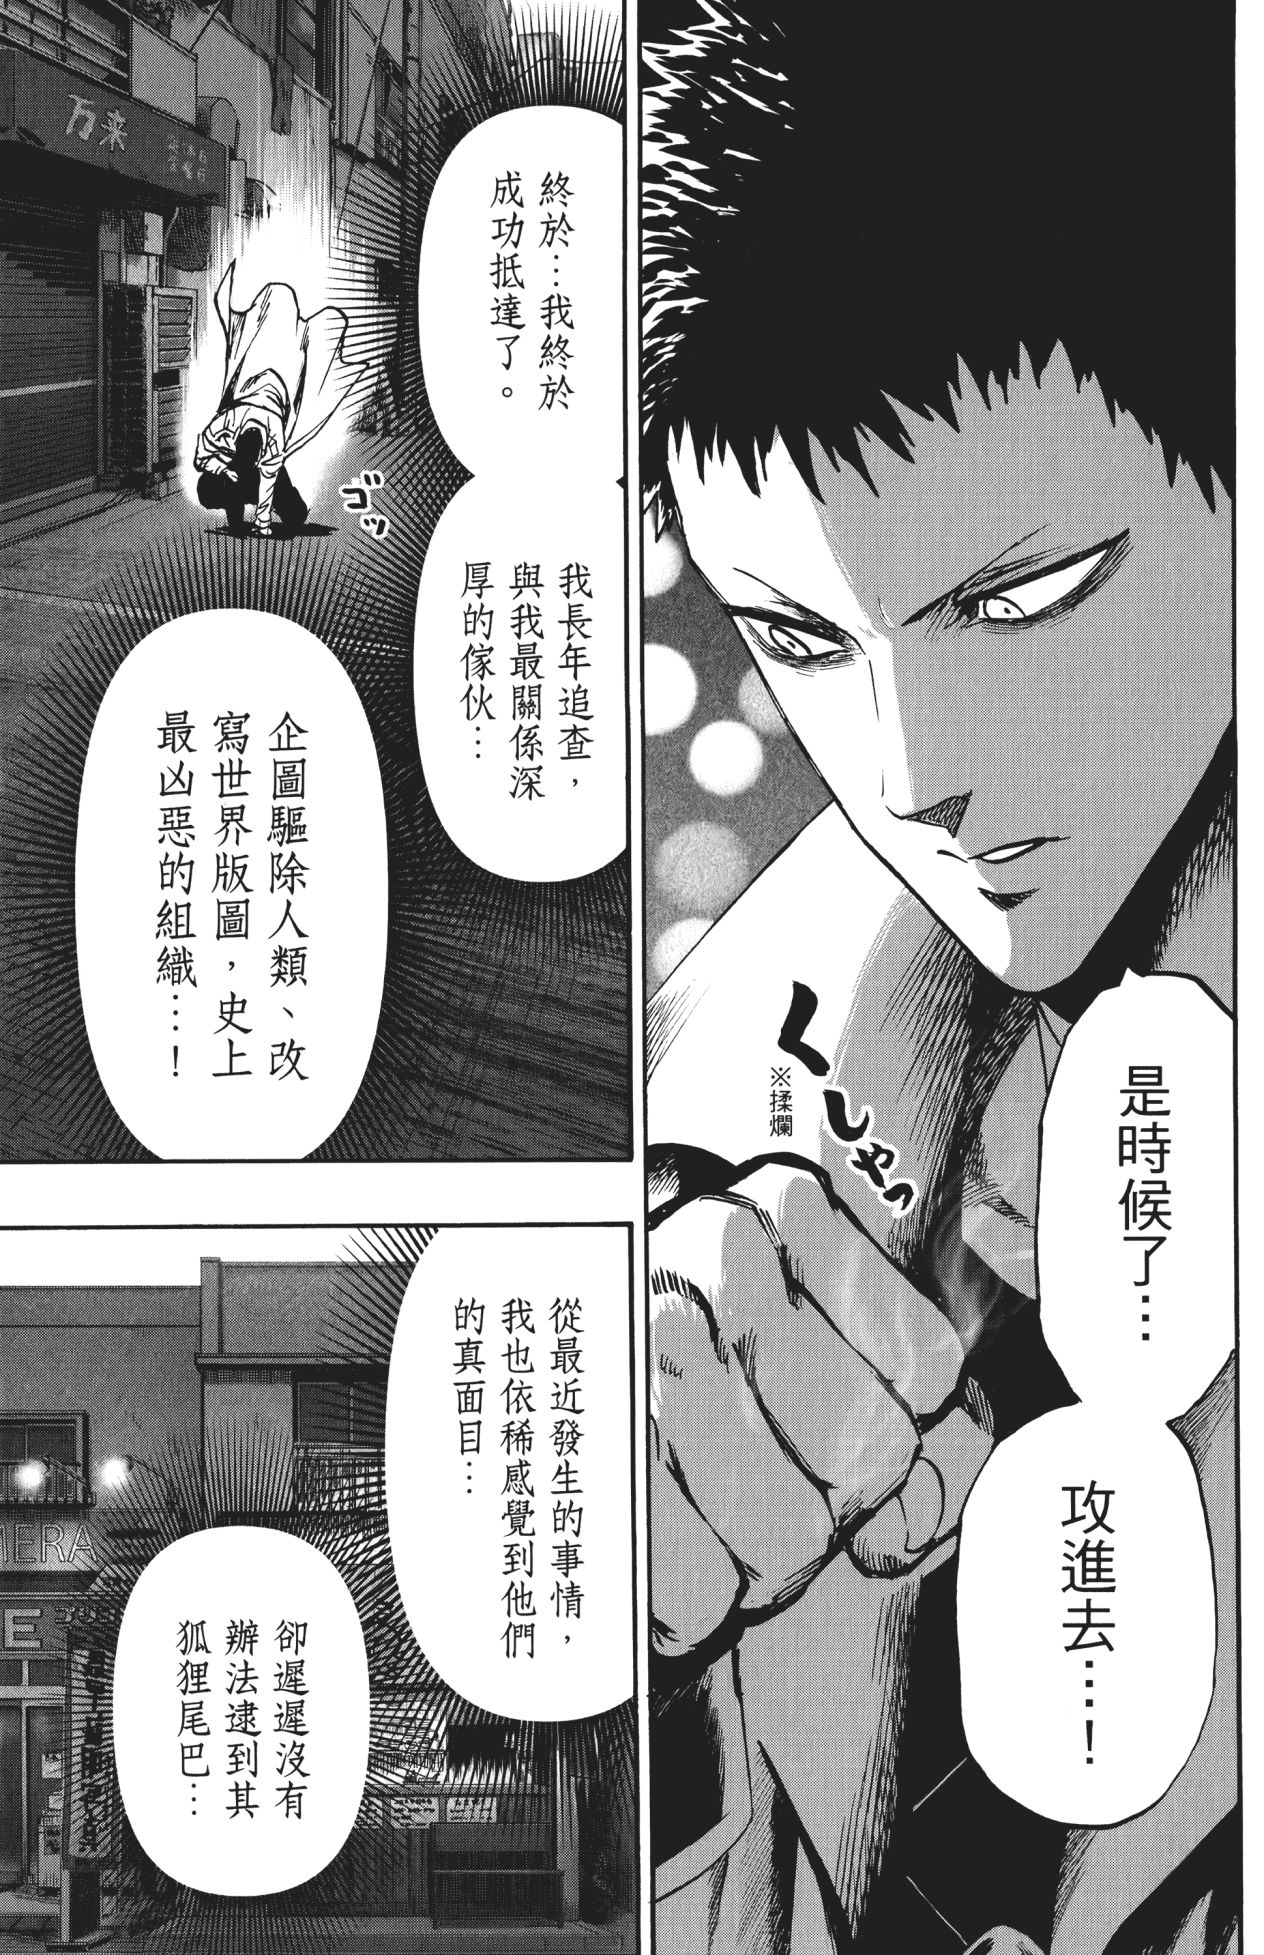 是時候了…
攻進去…！
くしゃっ
※揉爛
終於…我終於
成功抵達了。
我長年追查，
與我最關係深
厚的傢伙…
ゴッ
万来
企圖驅除人類、改
寫世界版圖，史上
最凶惡的組織…！
從最近發生的事情，
我也依稀感覺到他們
的真面目…
卻遲遲沒有
辦法逮到其
狐狸尾巴…
MERA
E